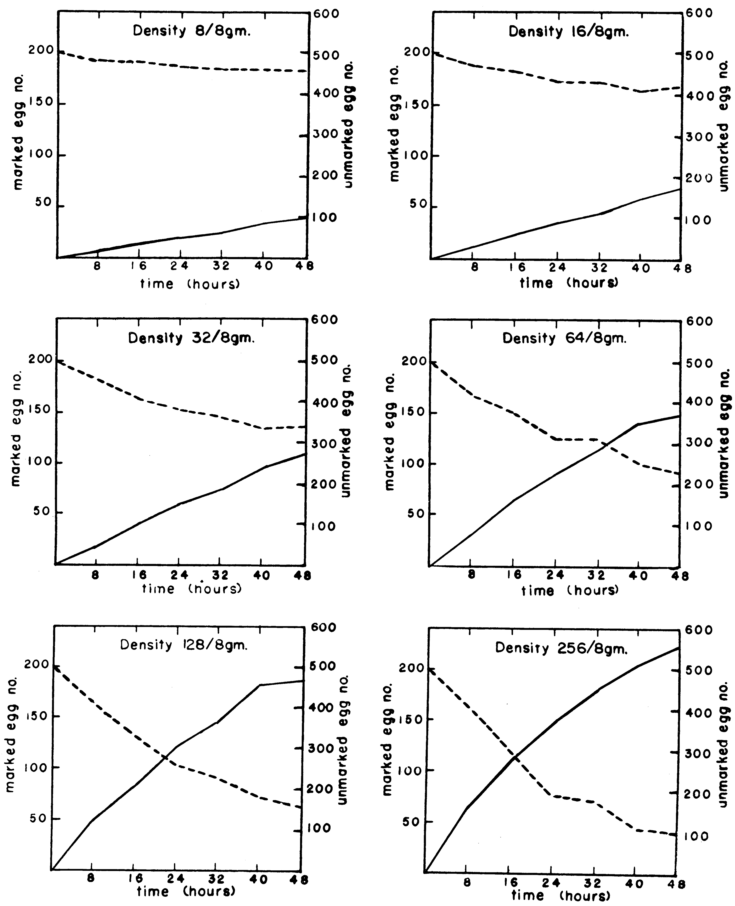 Density 8/8gm.
marked egg no.
200
150
100
50
600
500
400
300
200
100
unmarked egg no.
8 16 24 32 40 48
time (hours)
Density 16/8gm.
marked egg no.
200
150
100
50
600
500
400
300
200
100
unmarked egg no.
8 16 24 32 40 48
time (hours)
Density 32/8gm.
marked egg no.
200
150
100
50
600
500
400
300
200
100
unmarked egg no.
8 16 24 32 40 48
time (hours)
Density 64/8gm.
marked egg no.
200
150
100
50
600
500
400
300
200
100
unmarked egg no.
8 16 24 32 40 48
time (hours)
Density 128/8gm.
marked egg no.
200
150
100
50
600
500
400
300
200
100
unmarked egg no.
8 16 24 32 40 48
time (hours)
Density 256/8gm.
marked egg no.
200
150
100
50
600
500
400
300
200
100
unmarked egg no.
8 16 24 32 40 48
time (hours)